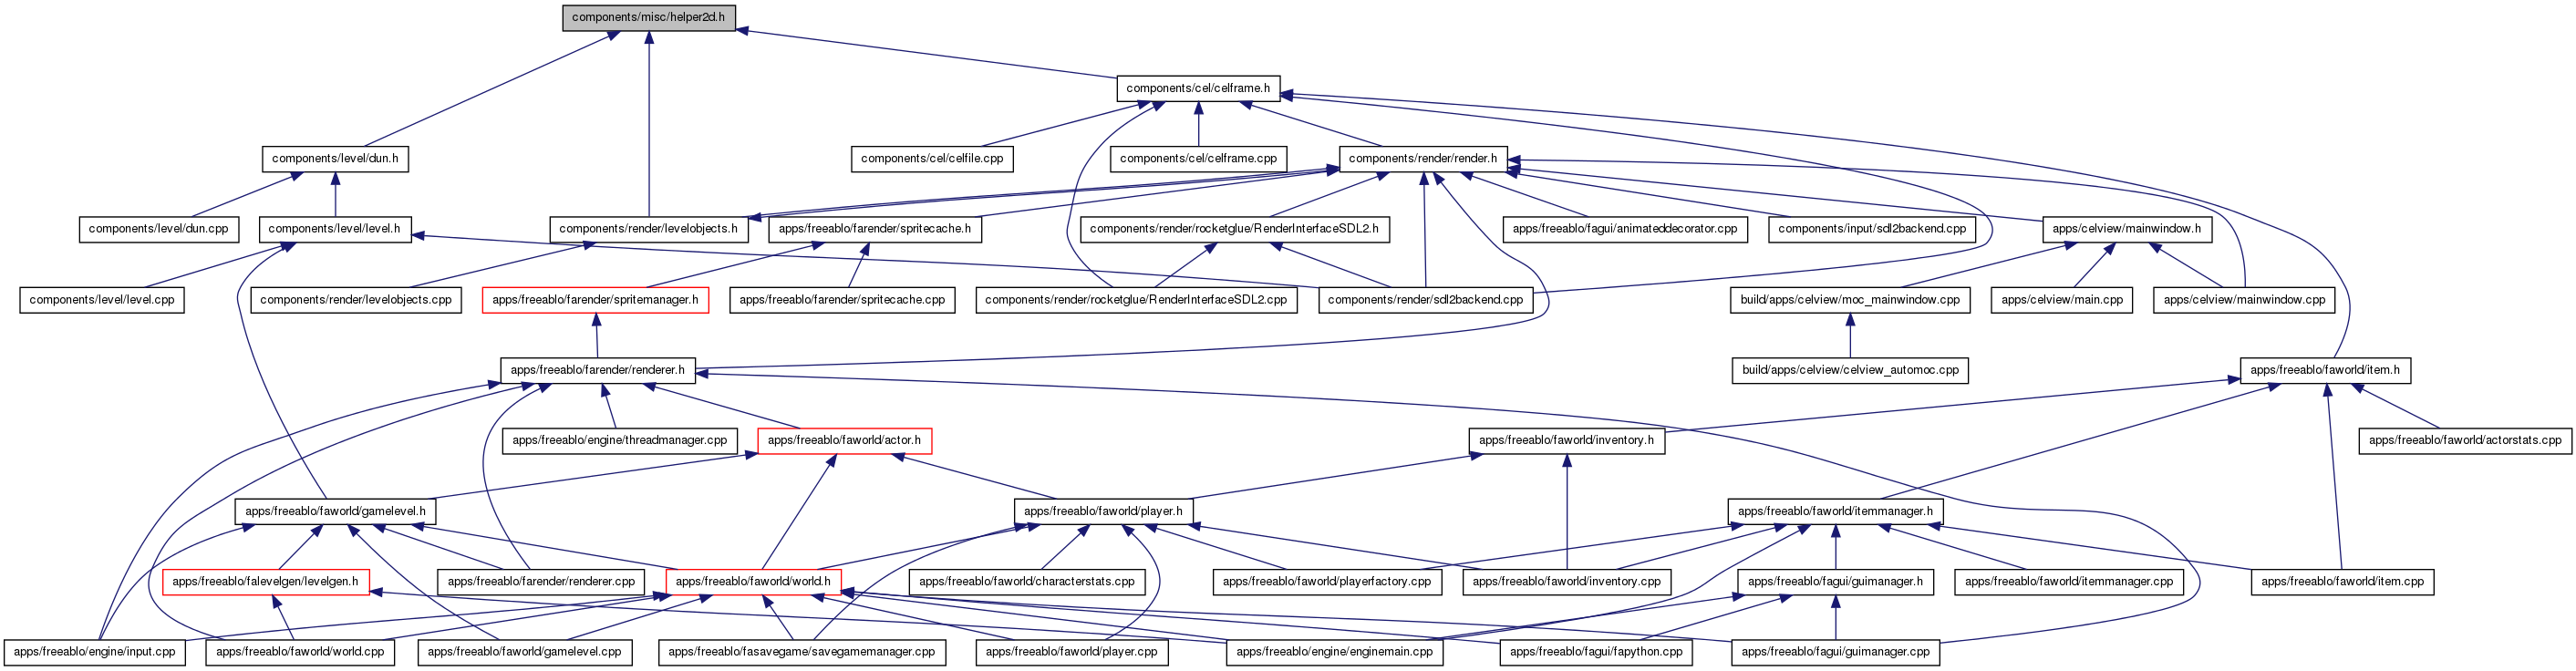 components/misc/helper2d.h
components/cel/celframe.h
components/level/dun.h
components/cel/celfile.cpp
components/cel/celframe.cpp
components/render/render.h
components/level/dun.cpp
components/level/level.h
components/render/levelobjects.h
apps/freeablo/farender/spritecache.h
components/render/rocketglue/RenderInterfaceSDL2.h
apps/freeablo/fagui/animateddecorator.cpp
components/input/sdl2backend.cpp
apps/celview/mainwindow.h
components/level/level.cpp
components/render/levelobjects.cpp
apps/freeablo/farender/spritemanager.h
apps/freeablo/farender/spritecache.cpp
components/render/rocketglue/RenderInterfaceSDL2.cpp
components/render/sdl2backend.cpp
build/apps/celview/moc_mainwindow.cpp
apps/celview/main.cpp
apps/celview/mainwindow.cpp
apps/freeablo/farender/renderer.h
build/apps/celview/celview_automoc.cpp
apps/freeablo/faworld/item.h
apps/freeablo/engine/threadmanager.cpp
apps/freeablo/faworld/actor.h
apps/freeablo/faworld/inventory.h
apps/freeablo/faworld/actorstats.cpp
apps/freeablo/faworld/gamelevel.h
apps/freeablo/faworld/player.h
apps/freeablo/faworld/itemmanager.h
apps/freeablo/falevelgen/levelgen.h
apps/freeablo/farender/renderer.cpp
apps/freeablo/faworld/world.h
apps/freeablo/faworld/characterstats.cpp
apps/freeablo/faworld/playerfactory.cpp
apps/freeablo/faworld/inventory.cpp
apps/freeablo/fagui/guimanager.h
apps/freeablo/faworld/itemmanager.cpp
apps/freeablo/faworld/item.cpp
apps/freeablo/engine/input.cpp
apps/freeablo/faworld/world.cpp
apps/freeablo/faworld/gamelevel.cpp
apps/freeablo/fasavegame/savegamemanager.cpp
apps/freeablo/faworld/player.cpp
apps/freeablo/engine/enginemain.cpp
apps/freeablo/fagui/fapython.cpp
apps/freeablo/fagui/guimanager.cpp